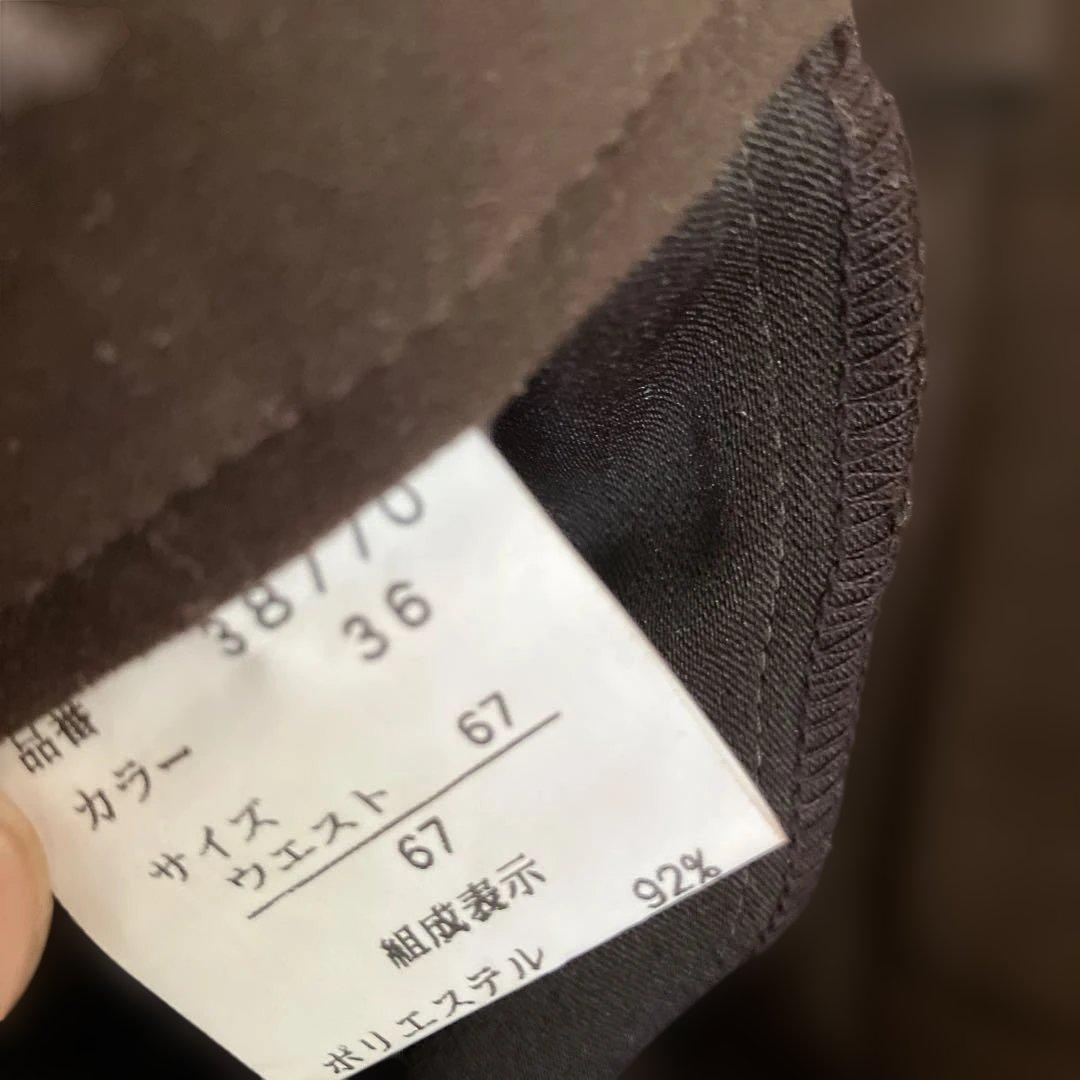 品番 38770
カラー 36
サイズ
ウエスト 67
67
組成表示
ポリエステル 92%